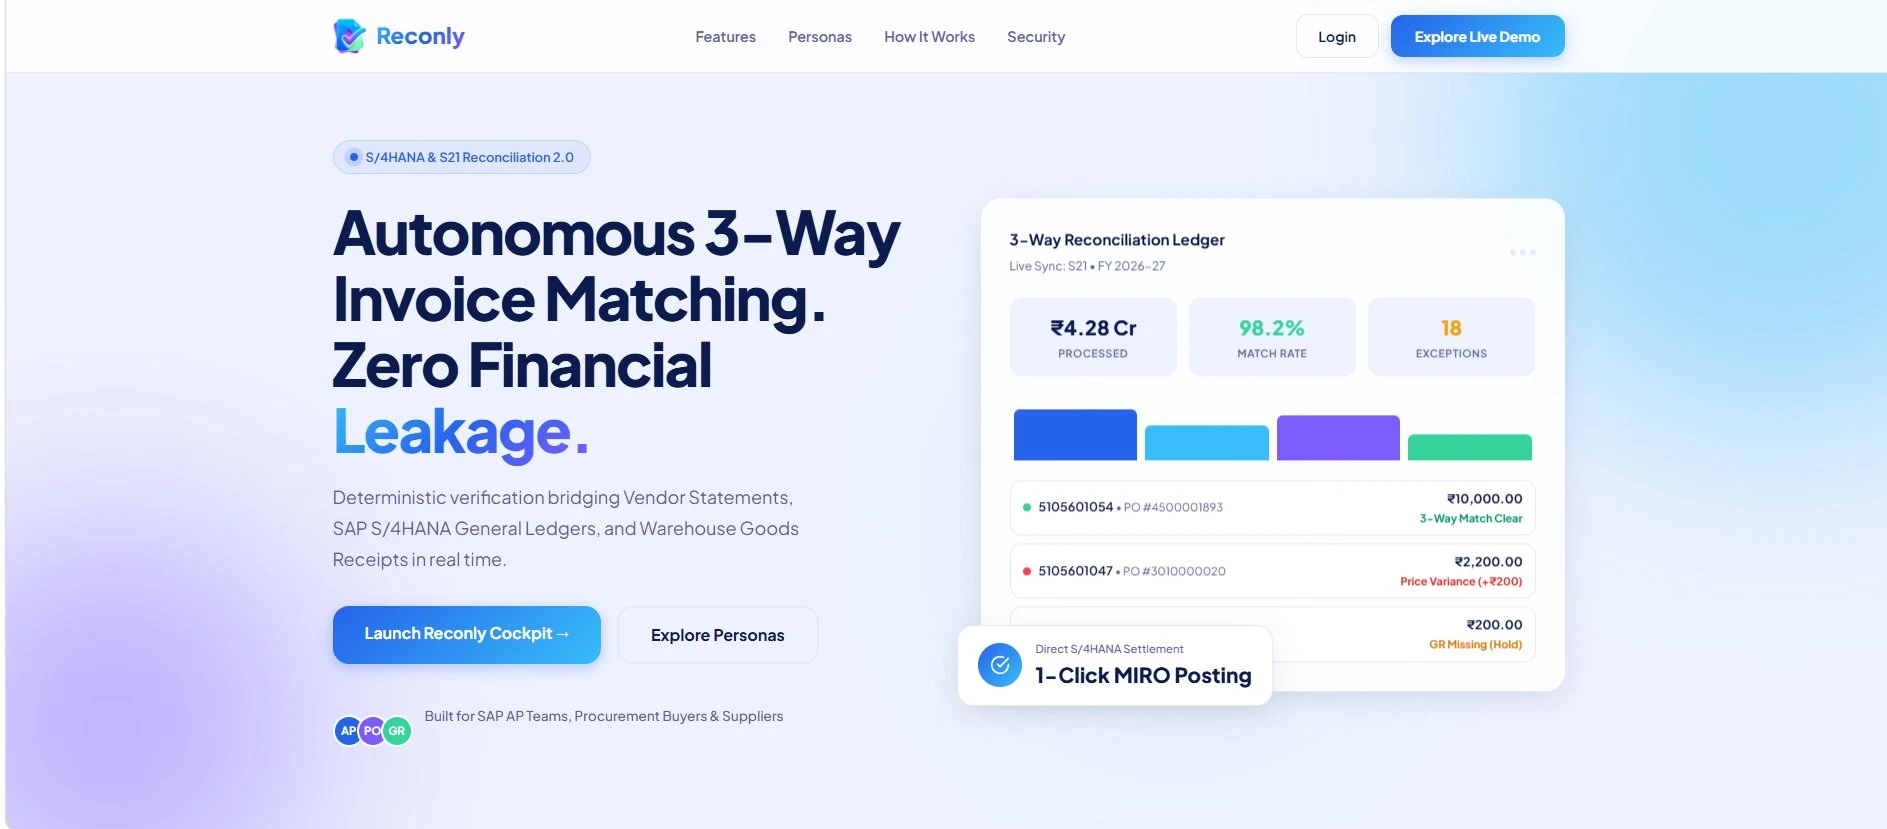 Reconly
Features
Personas
How It Works
Security
Login
Explore Live Demo
S/4HANA & S21 Reconciliation 2.0
Autonomous 3-Way
Invoice Matching.
Zero Financial
Leakage.
Deterministic verification bridging Vendor Statements,
SAP S/4HANA General Ledgers, and Warehouse Goods
Receipts in real time.
Launch Reconly Cockpit →
Explore Personas
AP
PO
GR
Built for SAP AP Teams, Procurement Buyers & Suppliers
3-Way Reconciliation Ledger
Live Sync: S21 • FY 2026-27
₹4.28 Cr
PROCESSED
98.2%
MATCH RATE
18
EXCEPTIONS
5105601054 • PO #4500001893
₹10,000.00
3-Way Match Clear
5105601047 • PO #3010000020
₹2,200.00
Price Variance (+₹200)
₹200.00
GR Missing (Hold)
Direct S/4HANA Settlement
1-Click MIRO Posting